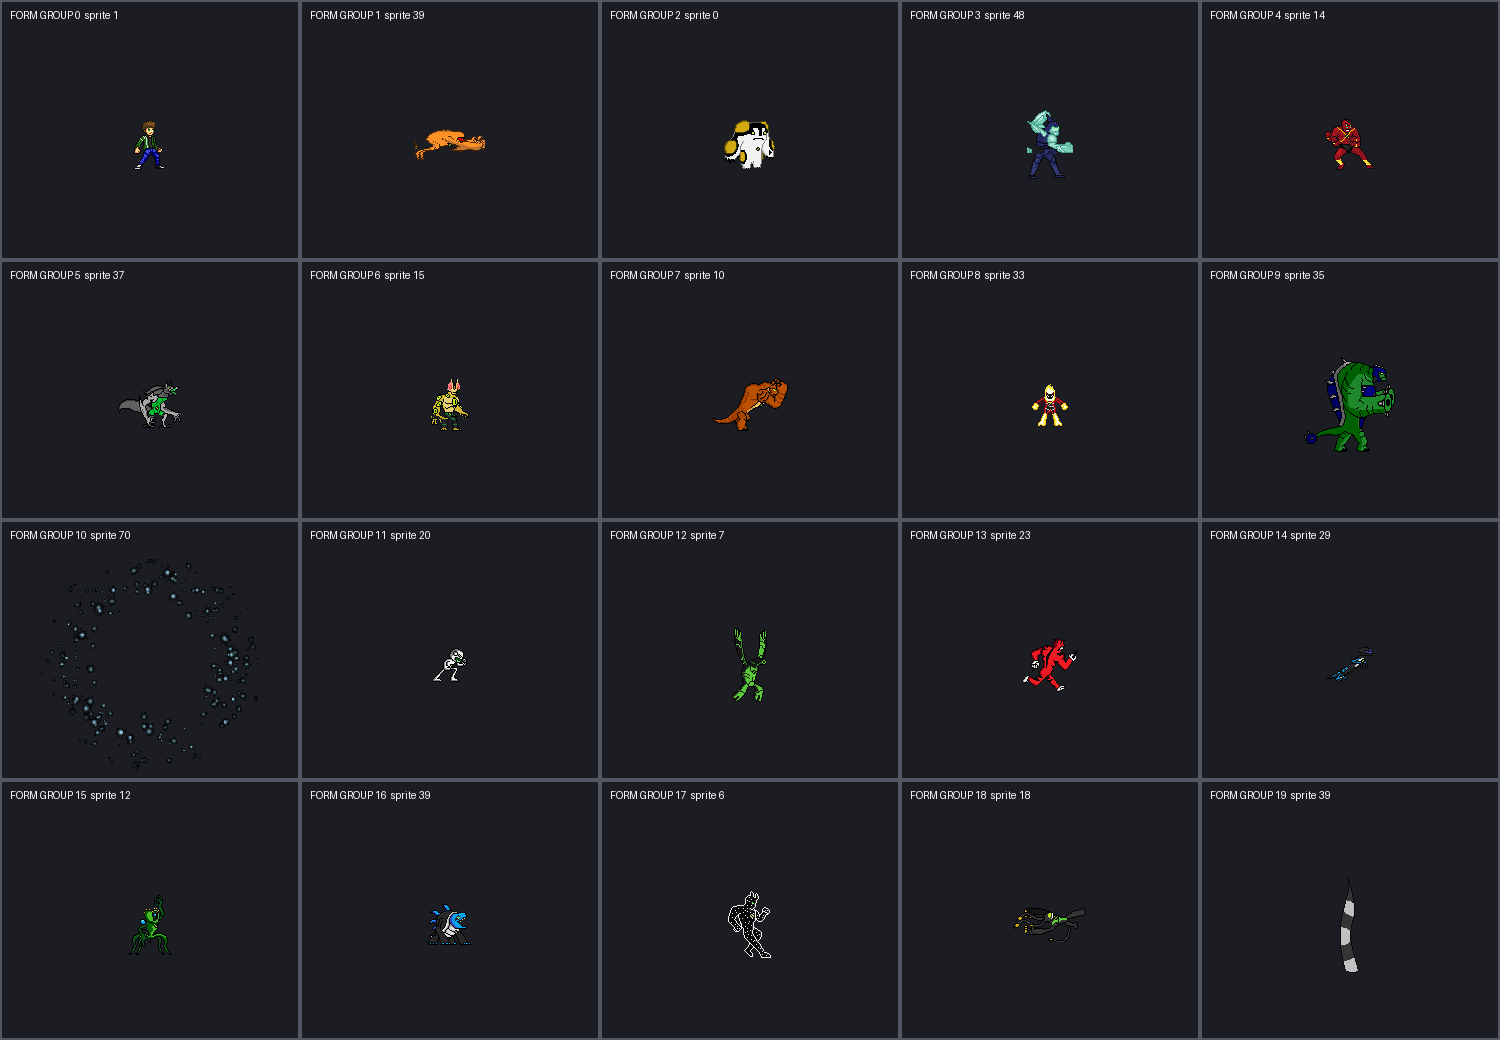 FORM GROUP 0 sprite 1
FORM GROUP 1 sprite 39
FORM GROUP 2 sprite 0
FORM GROUP 3 sprite 48
FORM GROUP 4 sprite 14
FORM GROUP 5 sprite 37
FORM GROUP 6 sprite 15
FORM GROUP 7 sprite 10
FORM GROUP 8 sprite 33
FORM GROUP 9 sprite 35
FORM GROUP 10 sprite 70
FORM GROUP 11 sprite 20
FORM GROUP 12 sprite 7
FORM GROUP 13 sprite 23
FORM GROUP 14 sprite 29
FORM GROUP 15 sprite 12
FORM GROUP 16 sprite 39
FORM GROUP 17 sprite 6
FORM GROUP 18 sprite 18
FORM GROUP 19 sprite 39